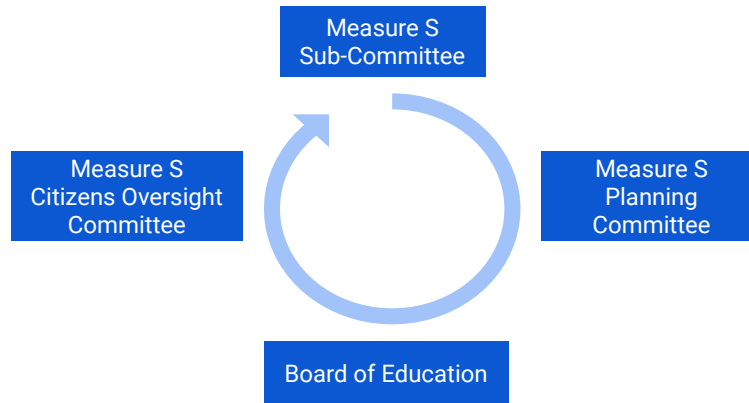 Measure S
Sub-Committee
Measure S
Citizens Oversight
Committee
Measure S
Planning
Committee
Board of Education